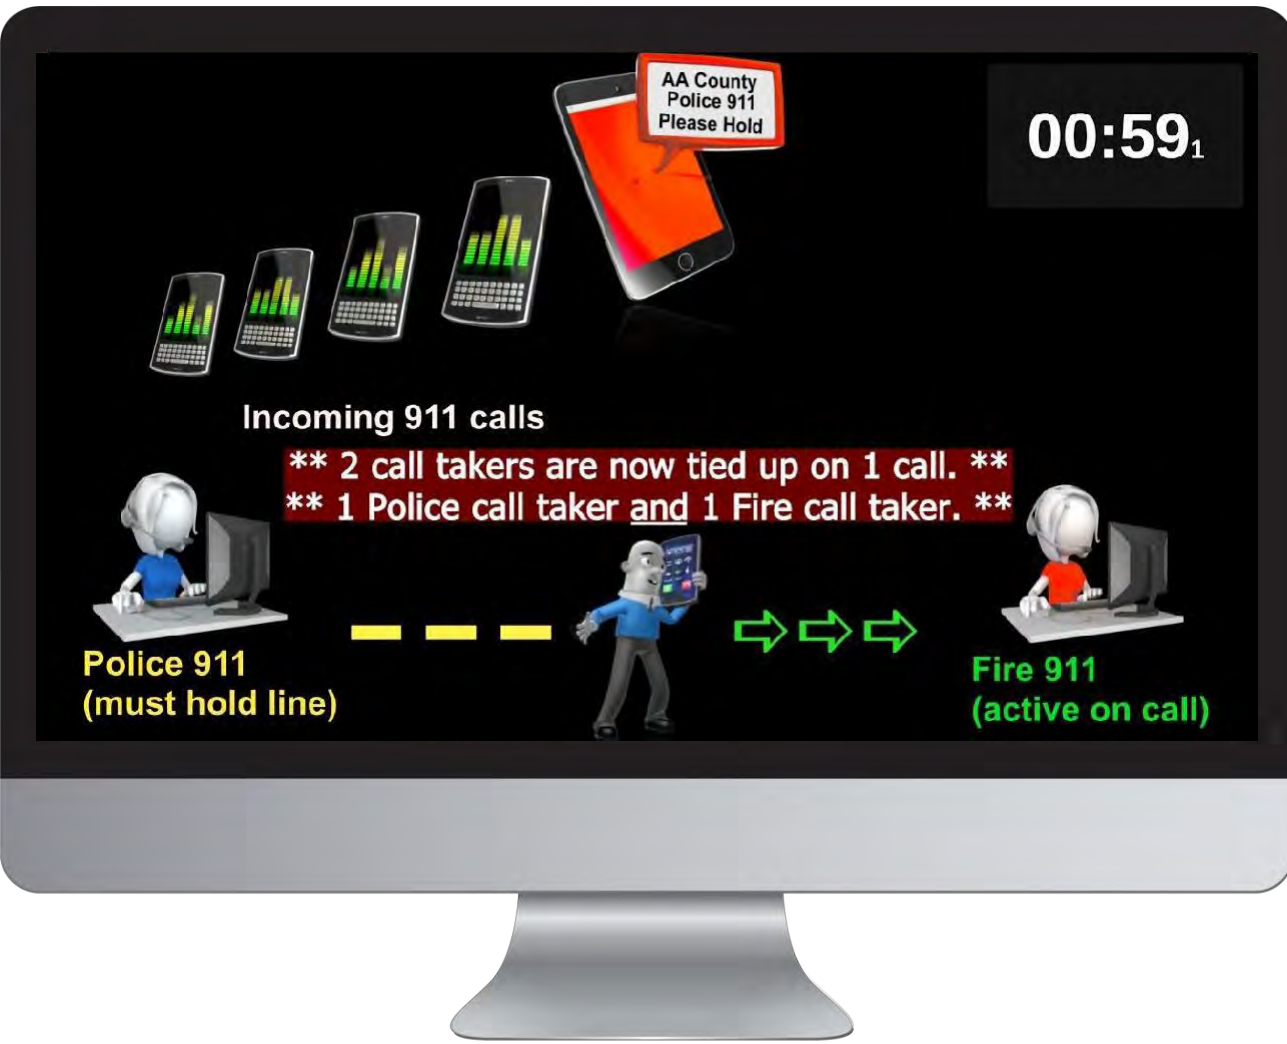 AA County
Police 911
Please Hold
00:591
Incoming 911 calls
** 2 call takers are now tied up on 1 call. **
** 1 Police call taker and 1 Fire call taker. **
Police 911
(must hold line)
Fire 911
(active on call)